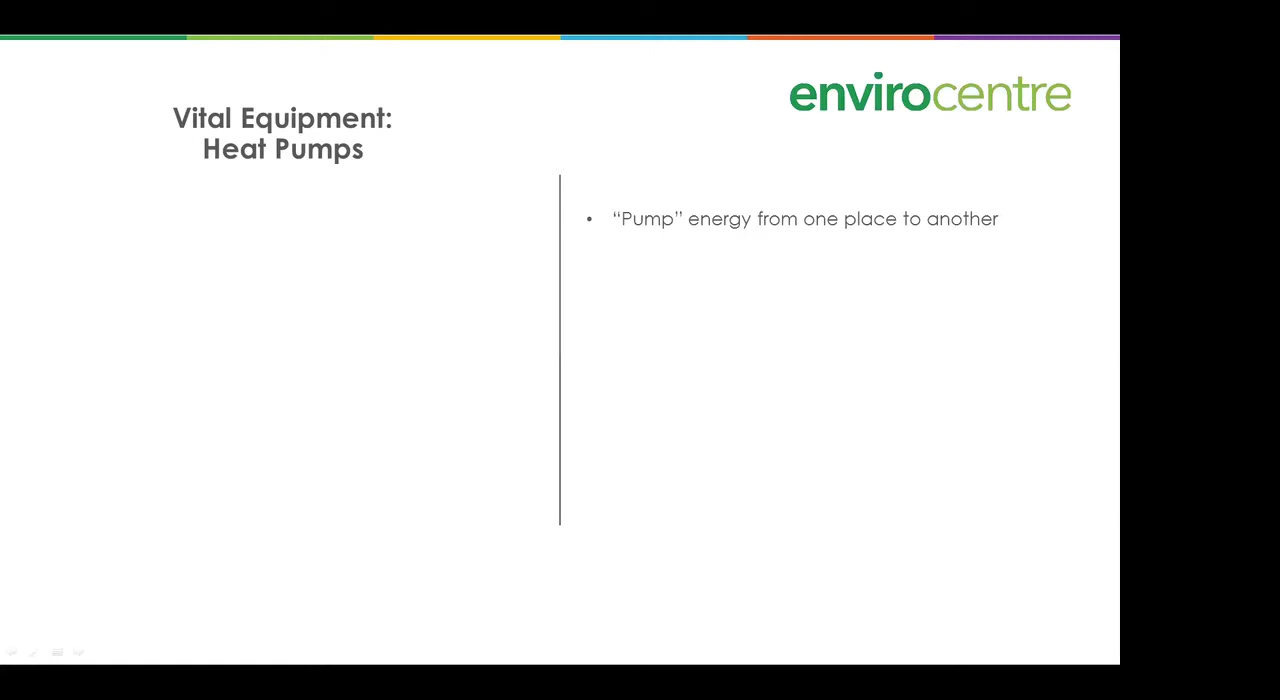 envirocentre
Vital Equipment:
Heat Pumps
• “Pump” energy from one place to another